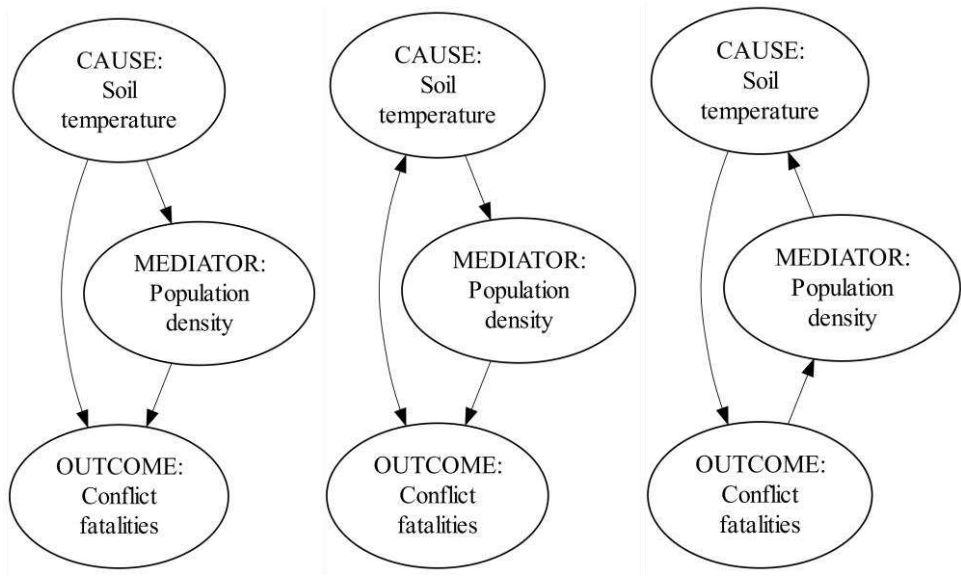 CAUSE:
Soil
temperature
MEDIATOR:
Population
density
OUTCOME:
Conflict
fatalities
CAUSE:
Soil
temperature
MEDIATOR:
Population
density
OUTCOME:
Conflict
fatalities
CAUSE:
Soil
temperature
MEDIATOR:
Population
density
OUTCOME:
Conflict
fatalities